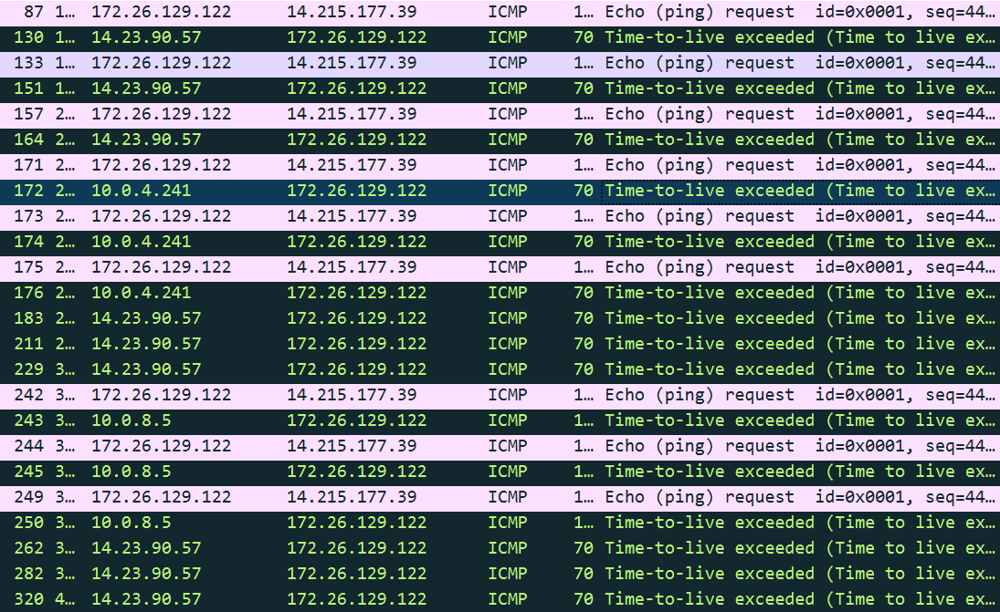 87 1… 172.26.129.122 14.215.177.39 ICMP 1… Echo (ping) request id=0x0001, seq=44…
130 1… 14.23.90.57 172.26.129.122 ICMP 70 Time-to-live exceeded (Time to live ex…
133 1… 172.26.129.122 14.215.177.39 ICMP 1… Echo (ping) request id=0x0001, seq=44…
151 1… 14.23.90.57 172.26.129.122 ICMP 70 Time-to-live exceeded (Time to live ex…
157 2… 172.26.129.122 14.215.177.39 ICMP 1… Echo (ping) request id=0x0001, seq=44…
164 2… 14.23.90.57 172.26.129.122 ICMP 70 Time-to-live exceeded (Time to live ex…
171 2… 172.26.129.122 14.215.177.39 ICMP 1… Echo (ping) request id=0x0001, seq=44…
172 2… 10.0.4.241 172.26.129.122 ICMP 70 Time-to-live exceeded (Time to live ex…
173 2… 172.26.129.122 14.215.177.39 ICMP 1… Echo (ping) request id=0x0001, seq=44…
174 2… 10.0.4.241 172.26.129.122 ICMP 70 Time-to-live exceeded (Time to live ex…
175 2… 172.26.129.122 14.215.177.39 ICMP 1… Echo (ping) request id=0x0001, seq=44…
176 2… 10.0.4.241 172.26.129.122 ICMP 70 Time-to-live exceeded (Time to live ex…
183 2… 14.23.90.57 172.26.129.122 ICMP 70 Time-to-live exceeded (Time to live ex…
211 2… 14.23.90.57 172.26.129.122 ICMP 70 Time-to-live exceeded (Time to live ex…
229 3… 14.23.90.57 172.26.129.122 ICMP 70 Time-to-live exceeded (Time to live ex…
242 3… 172.26.129.122 14.215.177.39 ICMP 1… Echo (ping) request id=0x0001, seq=44…
243 3… 10.0.8.5 172.26.129.122 ICMP 1… Time-to-live exceeded (Time to live ex…
244 3… 172.26.129.122 14.215.177.39 ICMP 1… Echo (ping) request id=0x0001, seq=44…
245 3… 10.0.8.5 172.26.129.122 ICMP 1… Time-to-live exceeded (Time to live ex…
249 3… 172.26.129.122 14.215.177.39 ICMP 1… Echo (ping) request id=0x0001, seq=44…
250 3… 10.0.8.5 172.26.129.122 ICMP 1… Time-to-live exceeded (Time to live ex…
262 3… 14.23.90.57 172.26.129.122 ICMP 70 Time-to-live exceeded (Time to live ex…
282 3… 14.23.90.57 172.26.129.122 ICMP 70 Time-to-live exceeded (Time to live ex…
320 4… 14.23.90.57 172.26.129.122 ICMP 70 Time-to-live exceeded (Time to live ex…